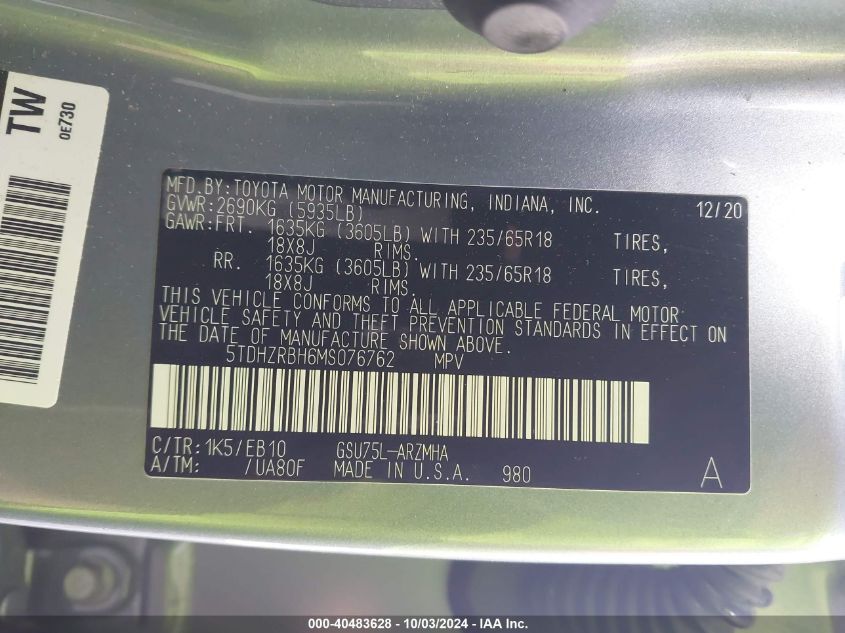 TW
0E730
MFD.BY:TOYOTA MOTOR MANUFACTURING, INDIANA, INC. 12/20
GVWR:2690KG (5935LB)
GAWR:FRT. 1635KG (3605LB) WITH 235/65R18 TIRES,
18X8J RIMS.
RR. 1635KG (3605LB) WITH 235/65R18 TIRES,
18X8J RIMS.
THIS VEHICLE CONFORMS TO ALL APPLICABLE FEDERAL MOTOR
VEHICLE SAFETY AND THEFT PREVENTION STANDARDS IN EFFECT ON
THE DATE OF MANUFACTURE SHOWN ABOVE.
5TDHZRBH6MS076762 MPV
C/TR:1K5/EB10 GSU75L-ARZMHA
A/TM: /UA80F MADE IN U.S.A. 980 A
000-40483628 - 10/03/2024 - IAA Inc.